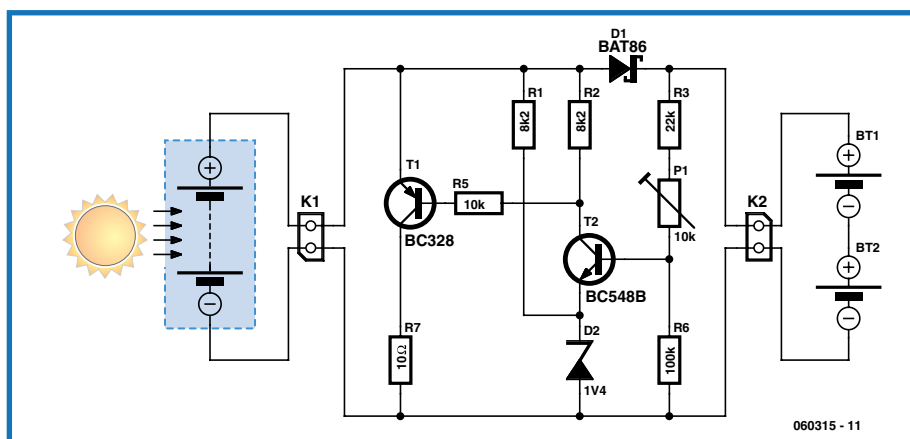 D1
BAT86
R1
8k2
R2
8k2
R3
22k
BT1
+
T1
P1
+
K1
R5
10k
K2
–
T2
10k
BC328
BT2
+
BC548B
–
R7
10Ω
D2
R6
100k
–
1V4
060315 - 11